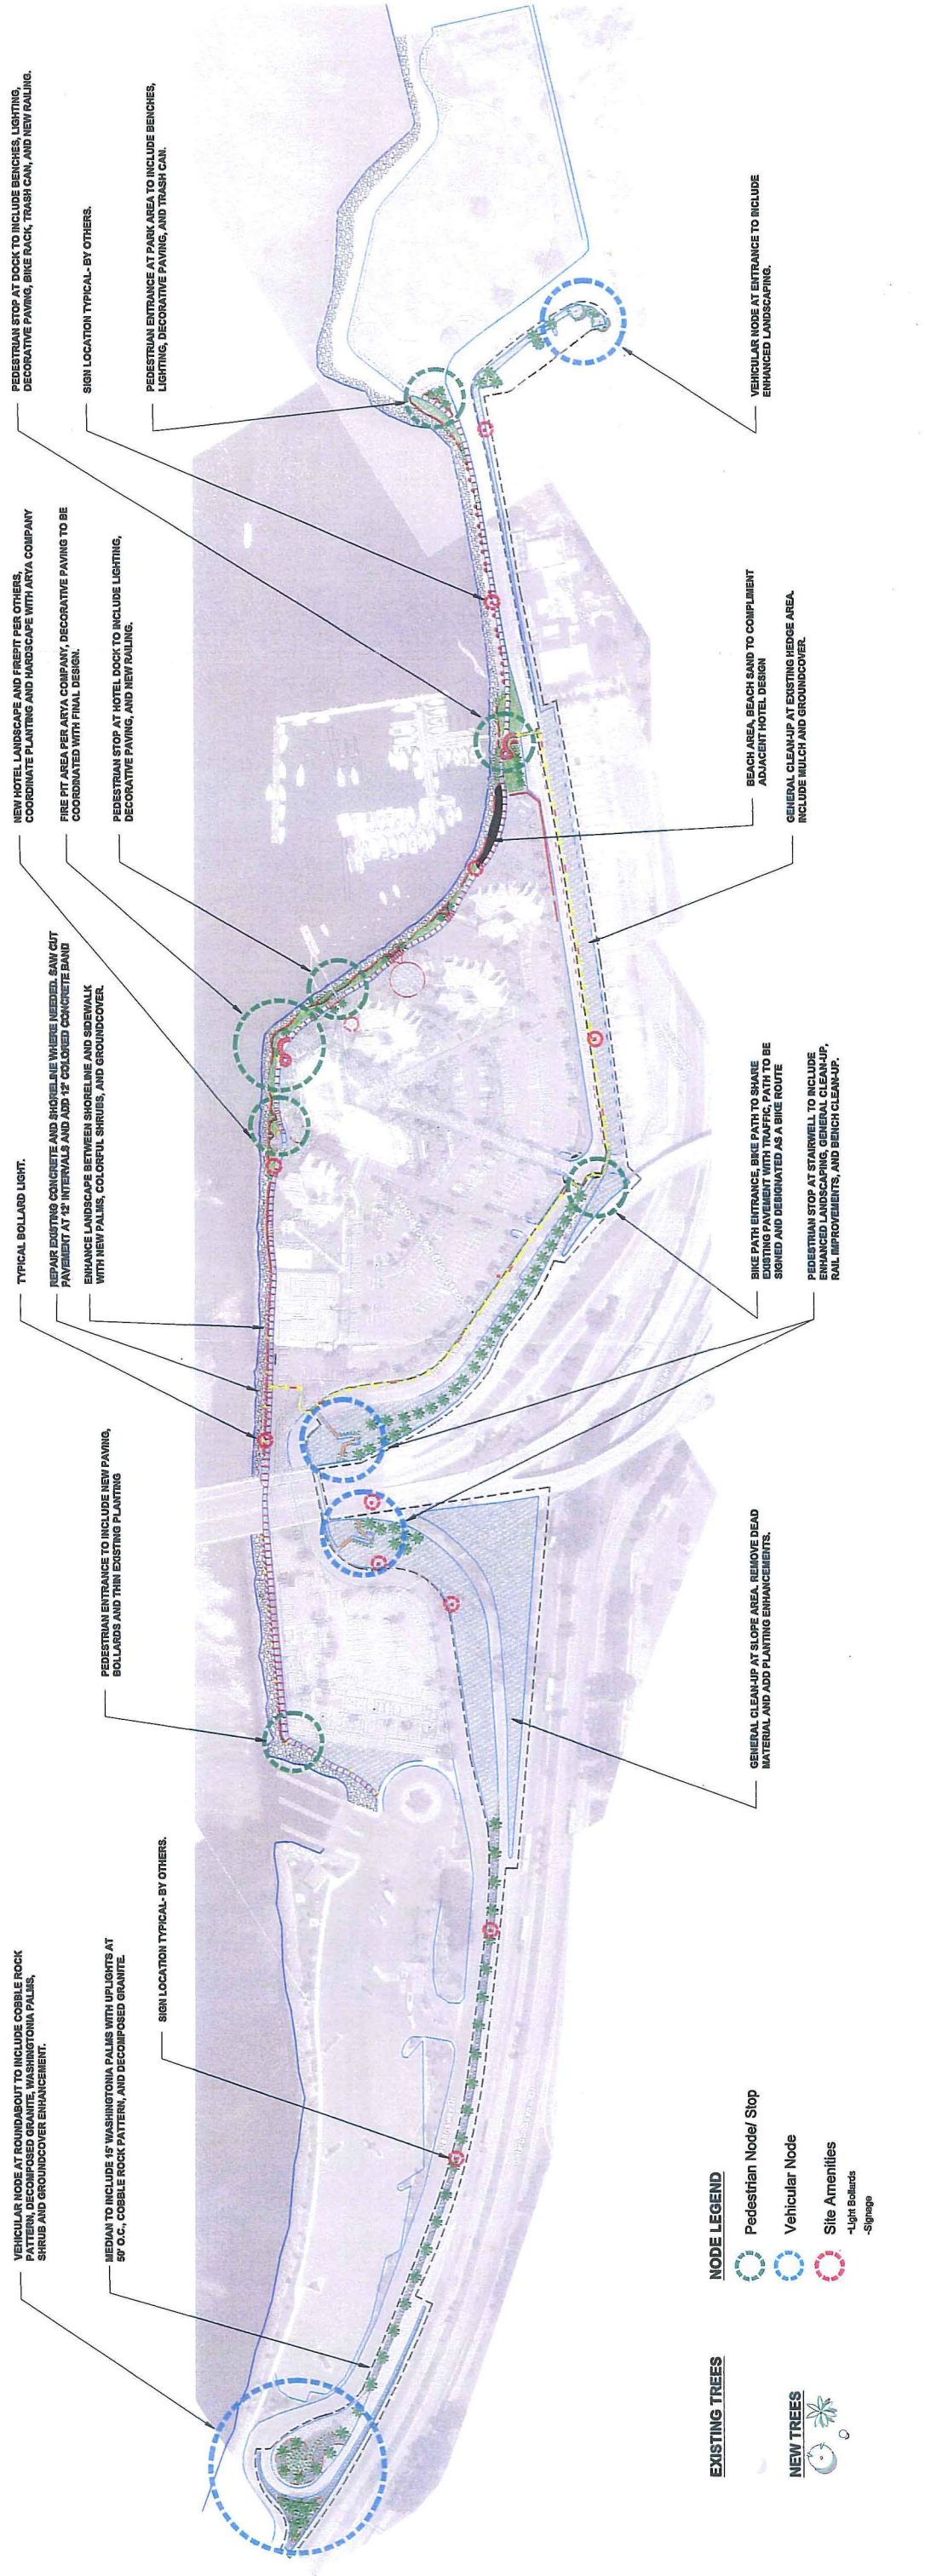 VEHICULAR NODE AT ROUNDABOUT TO INCLUDE COBBLE ROCK
PATTERN, DECOMPOSED GRANITE, WASHINGTONIA PALMS,
SHRUB AND GROUNDCOVER ENHANCEMENT.
MEDIAN TO INCLUDE 15' WASHINGTONIA PALMS WITH UPLIGHTS AT
50' O.C., COBBLE ROCK PATTERN, AND DECOMPOSED GRANITE.
SIGN LOCATION TYPICAL- BY OTHERS.
PEDESTRIAN ENTRANCE TO INCLUDE NEW PAVING,
BOLLARDS AND THIN EXISTING PLANTING
TYPICAL BOLLARD LIGHT.
REPAIR EXISTING CONCRETE AND SHORELINE WHERE NEEDED. SAW CUT
PAVEMENT AT 12' INTERVALS AND ADD 12" COLORED CONCRETE BAND
ENHANCE LANDSCAPE BETWEEN SHORELINE AND SIDEWALK
WITH NEW PALMS, COLORFUL SHRUBS, AND GROUNDCOVER.
NEW HOTEL LANDSCAPE AND FIREPIT PER OTHERS,
COORDINATE PLANTING AND HARDSCAPE WITH ARYA COMPANY
FIRE PIT AREA PER ARYA COMPANY, DECORATIVE PAVING TO BE
COORDINATED WITH FINAL DESIGN.
PEDESTRIAN STOP AT HOTEL DOCK TO INCLUDE LIGHTING,
DECORATIVE PAVING, AND NEW RAILING.
PEDESTRIAN STOP AT DOCK TO INCLUDE BENCHES, LIGHTING,
DECORATIVE PAVING, BIKE RACK, TRASH CAN, AND NEW RAILING.
SIGN LOCATION TYPICAL- BY OTHERS.
PEDESTRIAN ENTRANCE AT PARK AREA TO INCLUDE BENCHES,
LIGHTING, DECORATIVE PAVING, AND TRASH CAN.
GENERAL CLEAN-UP AT SLOPE AREA. REMOVE DEAD
MATERIAL AND ADD PLANTING ENHANCEMENTS.
BIKE PATH ENTRANCE, BIKE PATH TO SHARE
EXISTING PAVEMENT WITH TRAFFIC, PATH TO BE
SIGNED AND DESIGNATED AS A BIKE ROUTE
PEDESTRIAN STOP AT STAIRWELL TO INCLUDE
ENHANCED LANDSCAPING, GENERAL CLEAN-UP,
RAIL IMPROVEMENTS, AND BENCH CLEAN-UP.
BEACH AREA, BEACH SAND TO COMPLIMENT
ADJACENT HOTEL DESIGN
GENERAL CLEAN-UP AT EXISTING HEDGE AREA.
INCLUDE MULCH AND GROUNDCOVER.
VEHICULAR NODE AT ENTRANCE TO INCLUDE
ENHANCED LANDSCAPING.
EXISTING TREES
NEW TREES
NODE LEGEND
Pedestrian Node/ Stop
Vehicular Node
Site Amenities
-Light Bollards
-Signage